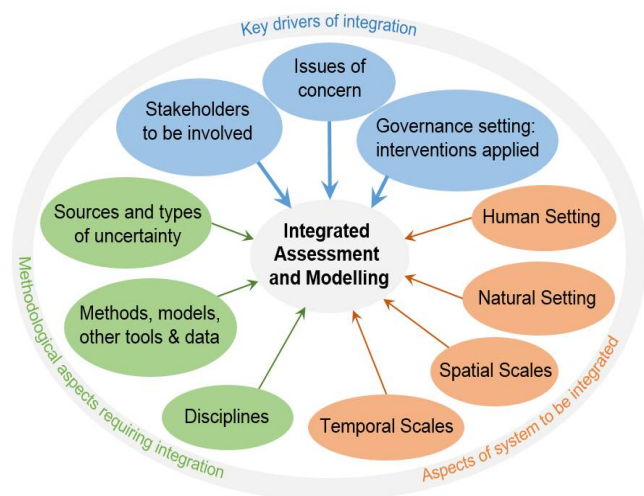 Key drivers of integration
Issues of
concern
Stakeholders
to be involved
Governance setting:
interventions applied
Sources and types
of uncertainty
Integrated
Assessment
and Modelling
Human Setting
Methods, models,
other tools & data
Natural Setting
Spatial Scales
Disciplines
Temporal Scales
Methodological aspects requiring integration
Aspects of system to be integrated